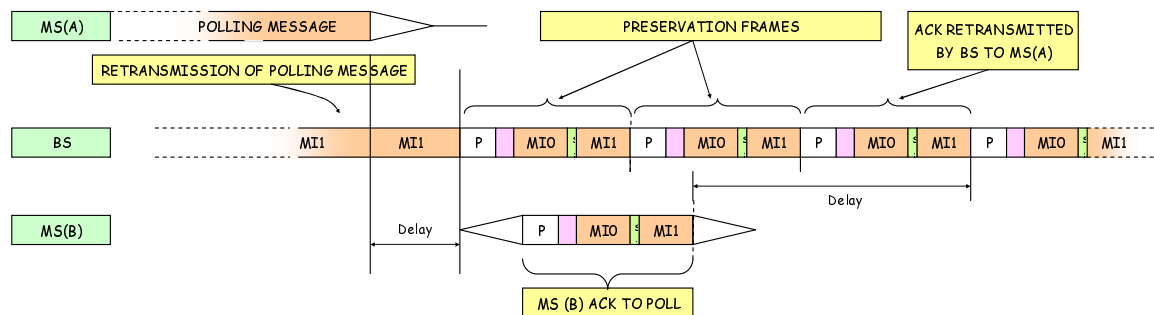 MS(A)
POLLING MESSAGE
PRESERVATION FRAMES
ACK RETRANSMITTED
BY BS TO MS(A)
RETRANSMISSION OF POLLING MESSAGE
BS
MI1
MI1
P
MI0
MI1
P
MI0
MI1
P
MI0
MI1
P
MI0
MI1
Delay
MS(B)
Delay
P
MI0
MI1
MS (B) ACK TO POLL